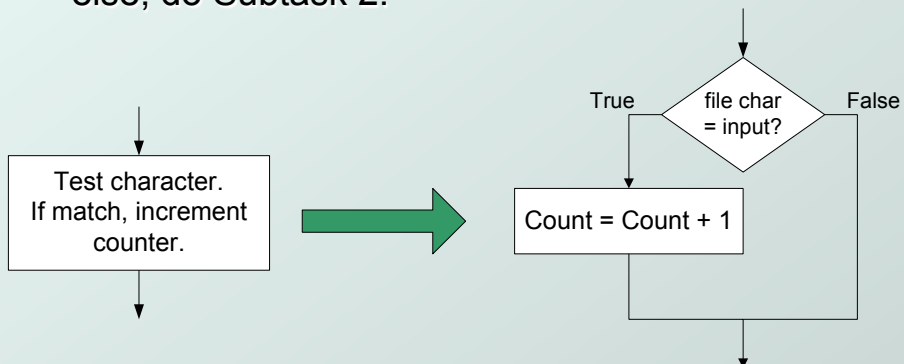 else, do Subtask 2.
Test character.
If match, increment
counter.
True
file char
= input?
False
Count = Count + 1